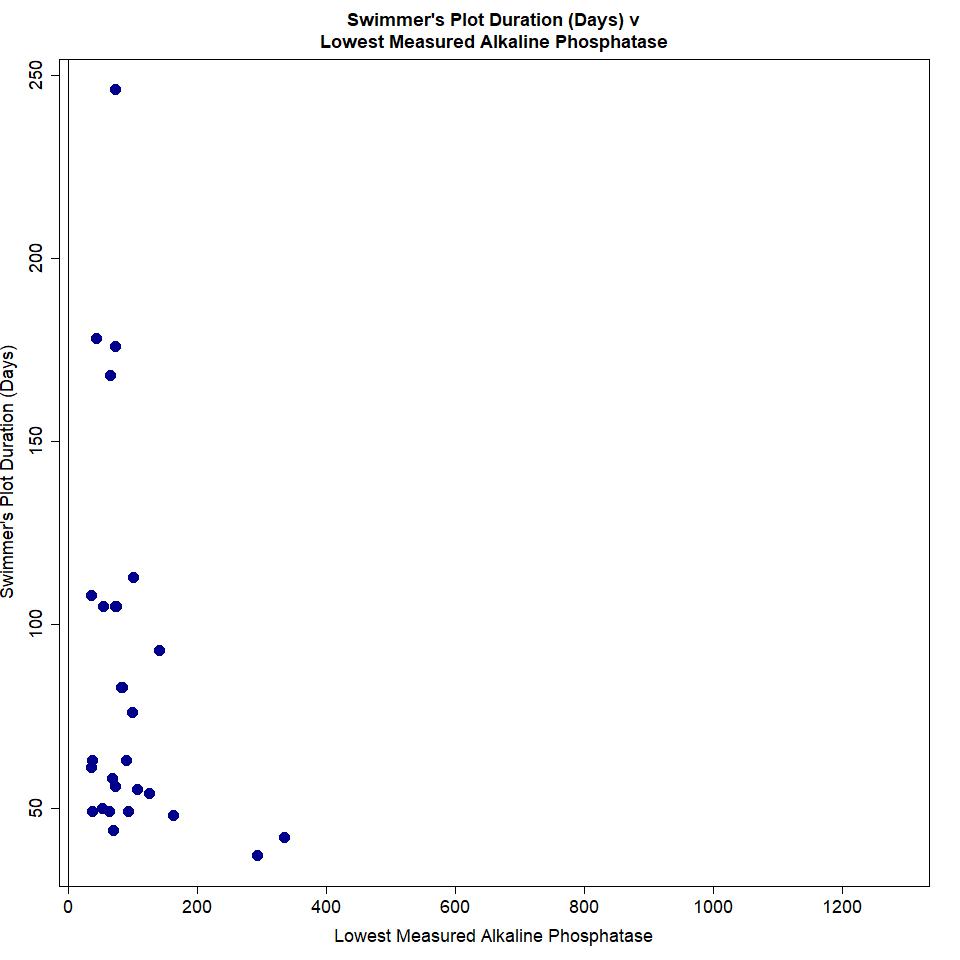 Swimmer's Plot Duration (Days) v
Lowest Measured Alkaline Phosphatase
Swimmer's Plot Duration (Days)
250
200
150
100
50
0 200 400 600 800 1000 1200
Lowest Measured Alkaline Phosphatase